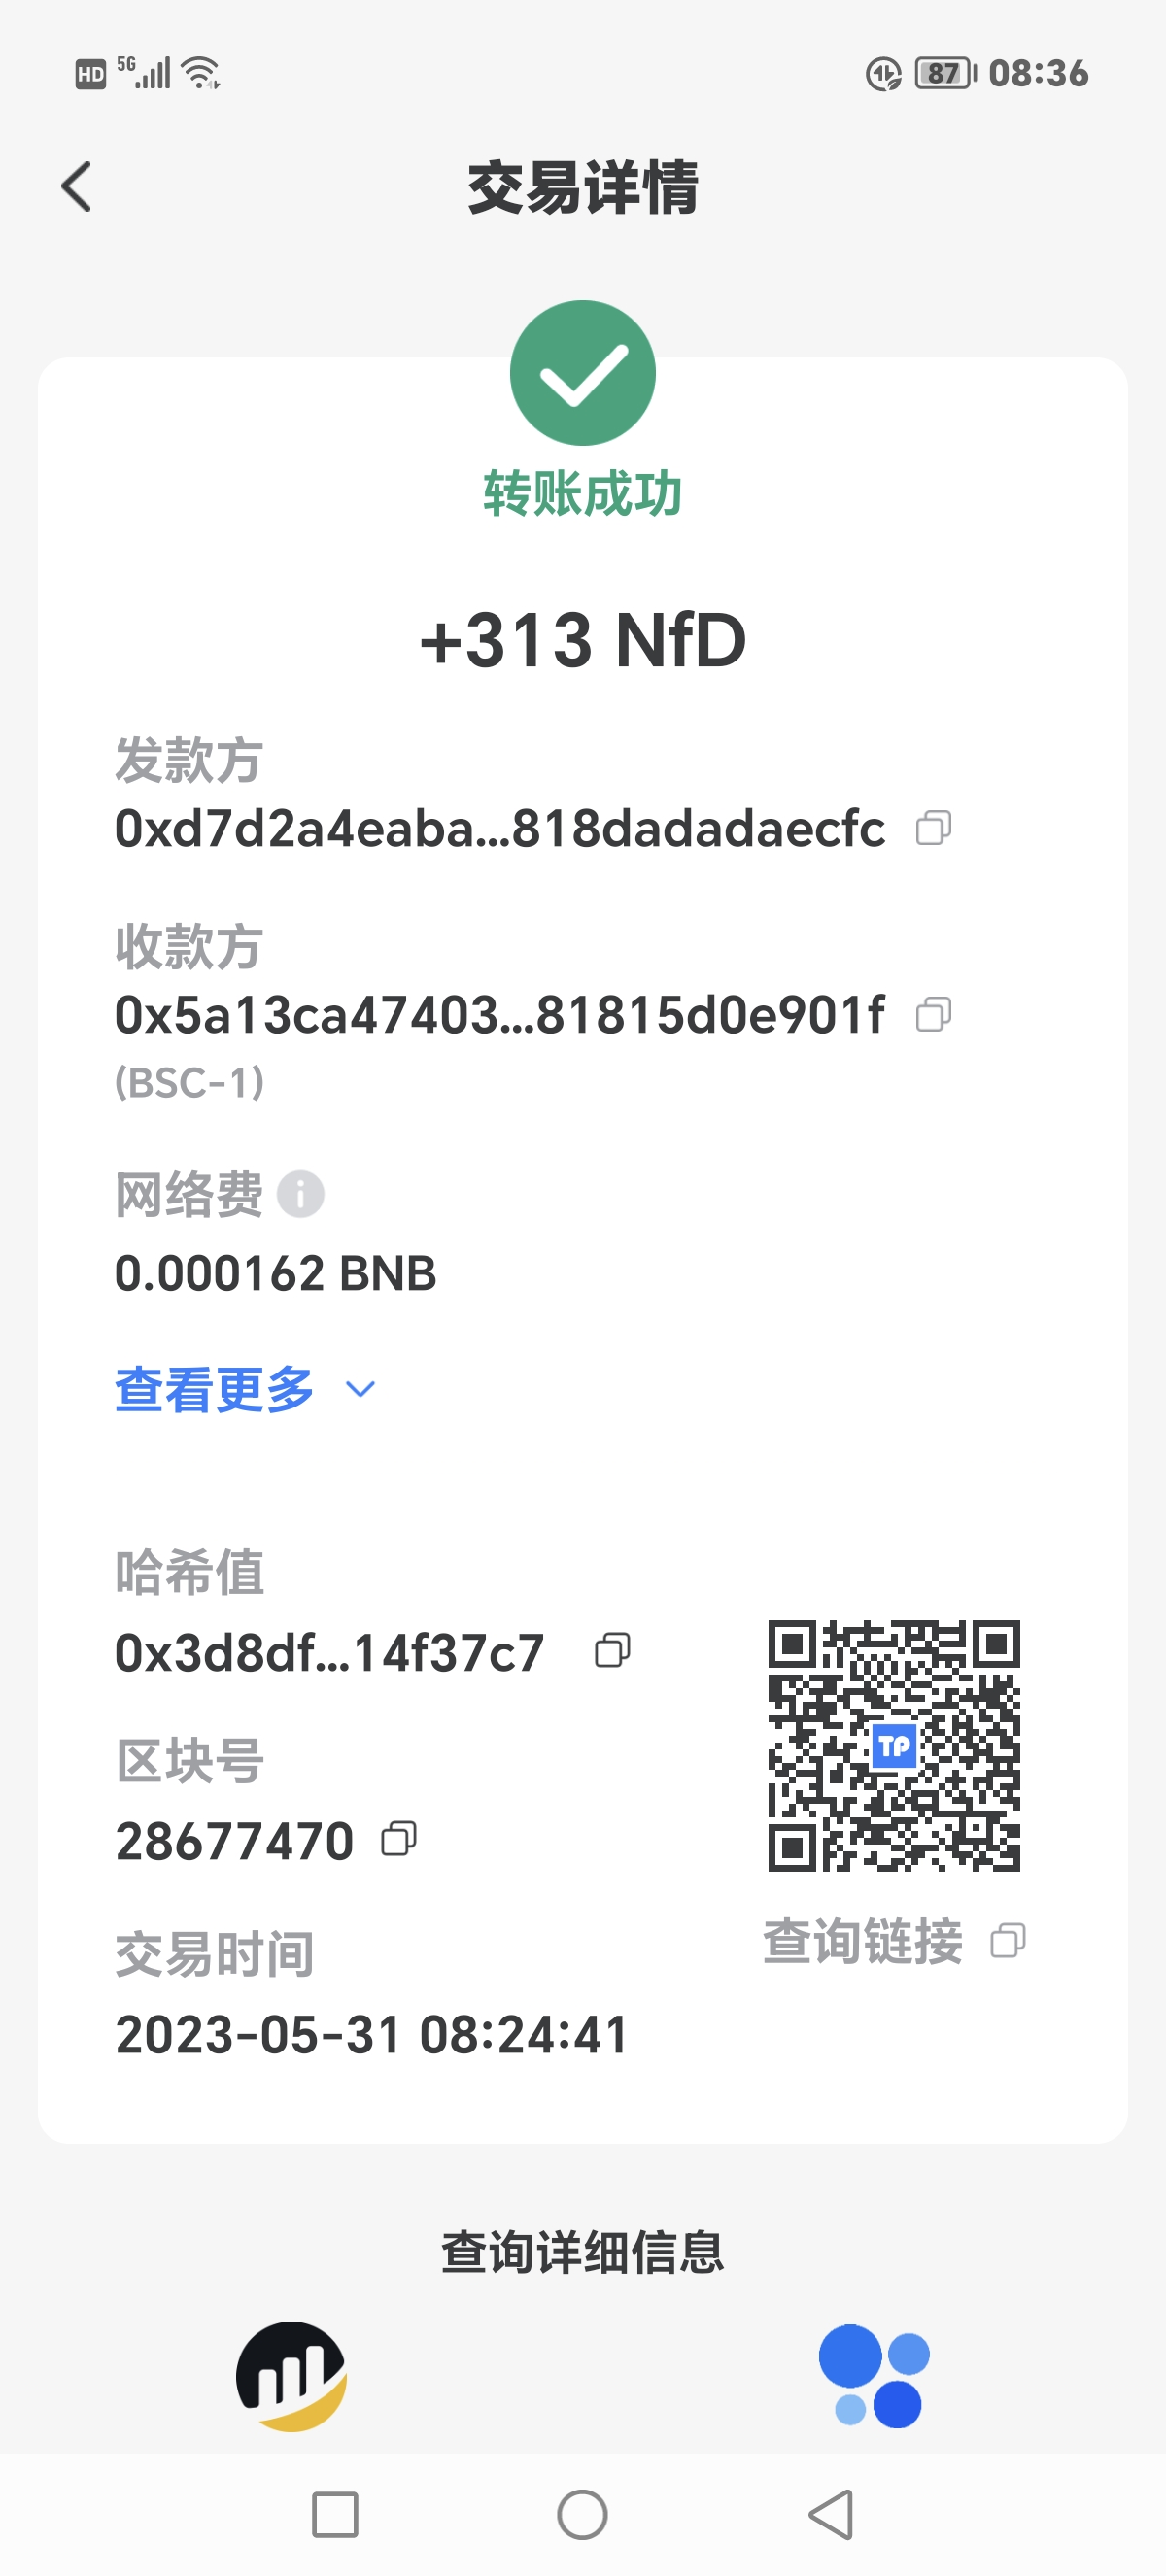 HD 5G 87 08:36
交易详情
转账成功
+313 NfD
发款方
0xd7d2a4eaba...818dadadaecfc
收款方
0x5a13ca47403...81815d0e901f
(BSC-1)
网络费
0.000162 BNB
查看更多
哈希值
0x3d8df...14f37c7
区块号
28677470
交易时间
2023-05-31 08:24:41
TP
查询链接
查询详细信息